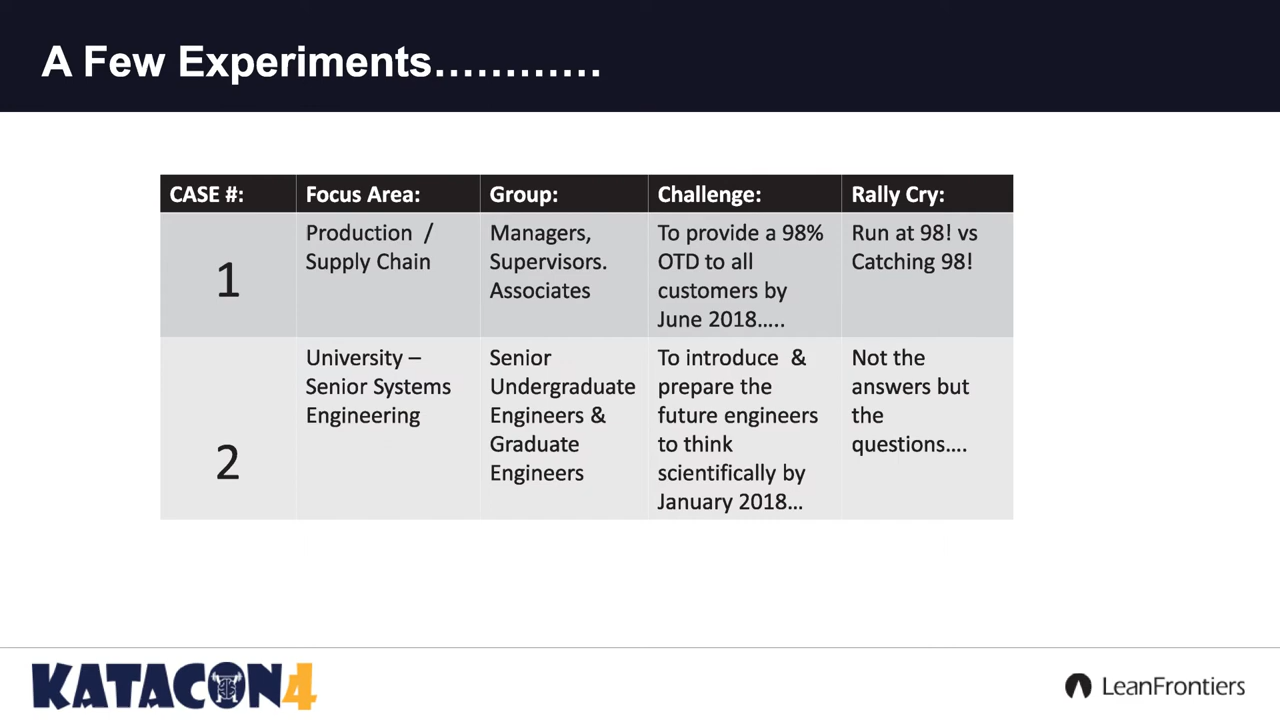 A Few Experiments…………
CASE #:
Focus Area:
Group:
Challenge:
Rally Cry:
1
Production /
Supply Chain
Managers,
Supervisors.
Associates
To provide a 98%
OTD to all
customers by
June 2018…..
Run at 98! vs
Catching 98!
2
University –
Senior Systems
Engineering
Senior
Undergraduate
Engineers &
Graduate
Engineers
To introduce &
prepare the
future engineers
to think
scientifically by
January 2018…
Not the
answers but
the
questions….
KATACON4
LeanFrontiers